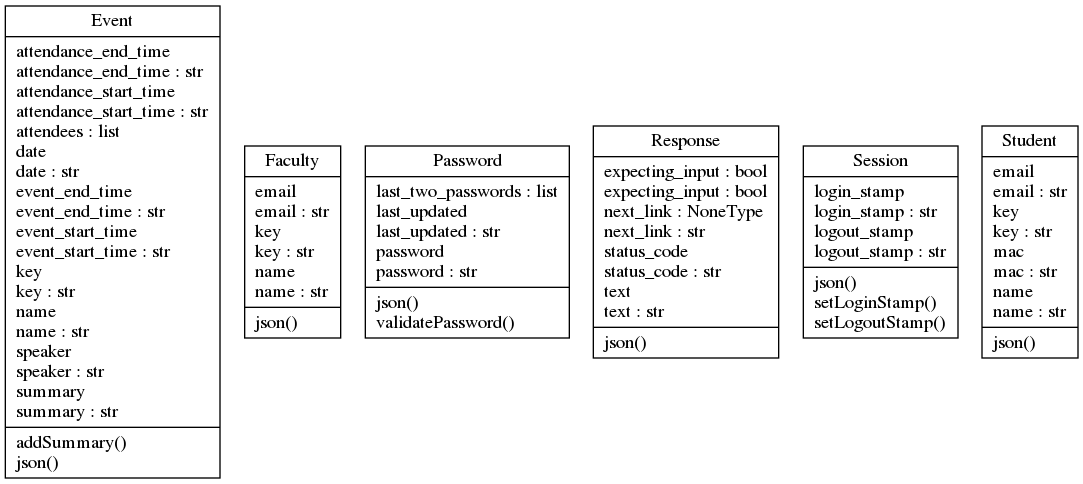 Event
attendance_end_time
attendance_end_time : str
attendance_start_time
attendance_start_time : str
attendees : list
date
date : str
event_end_time
event_end_time : str
event_start_time
event_start_time : str
key
key : str
name
name : str
speaker
speaker : str
summary
summary : str
addSummary()
json()
Faculty
email
email : str
key
key : str
name
name : str
json()
Password
last_two_passwords : list
last_updated
last_updated : str
password
password : str
json()
validatePassword()
Response
expecting_input : bool
expecting_input : bool
next_link : NoneType
next_link : str
status_code
status_code : str
text
text : str
json()
Session
login_stamp
login_stamp : str
logout_stamp
logout_stamp : str
json()
setLoginStamp()
setLogoutStamp()
Student
email
email : str
key
key : str
mac
mac : str
name
name : str
json()